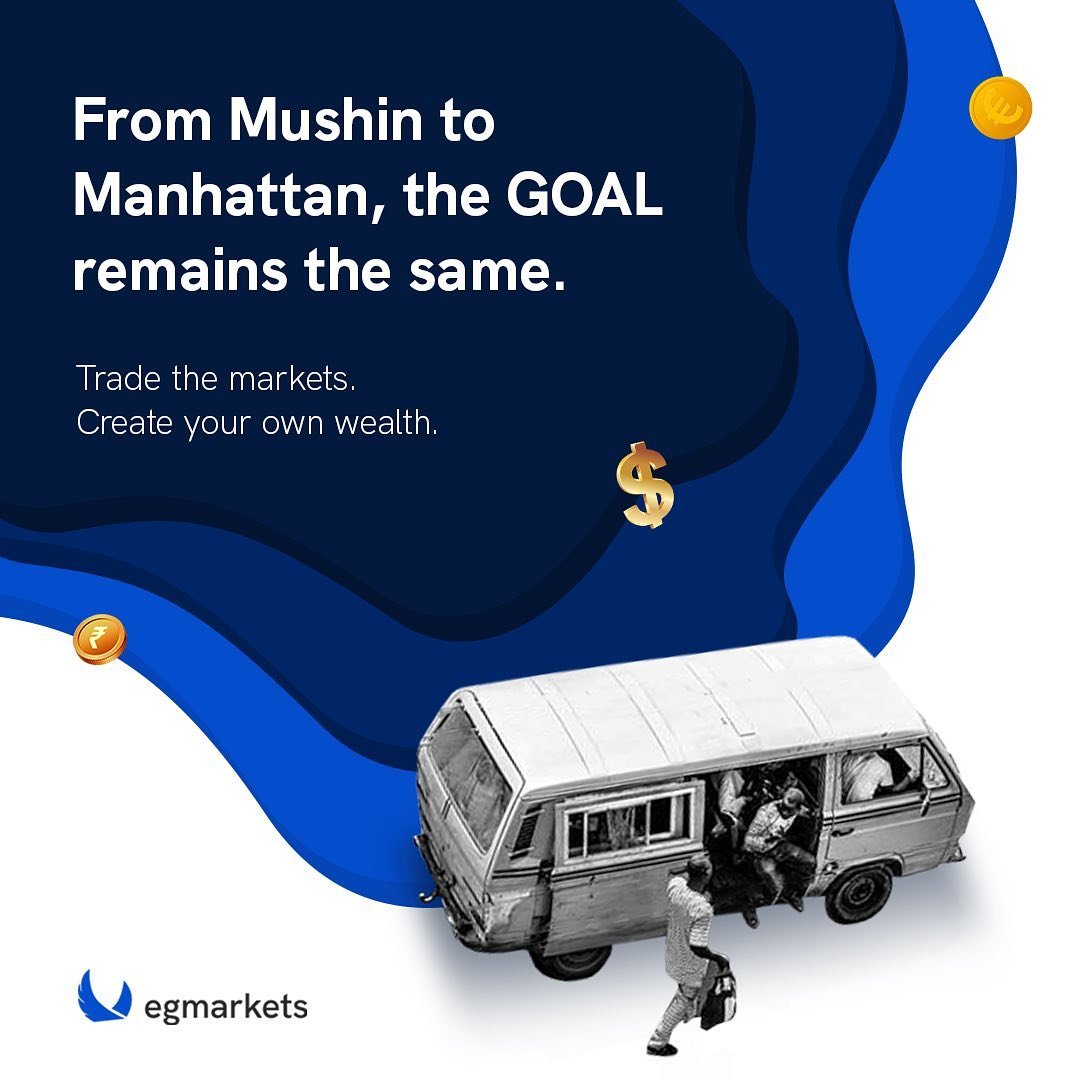 From Mushin to
Manhattan, the GOAL
remains the same.
Trade the markets.
Create your own wealth.
$
₹
egmarkets